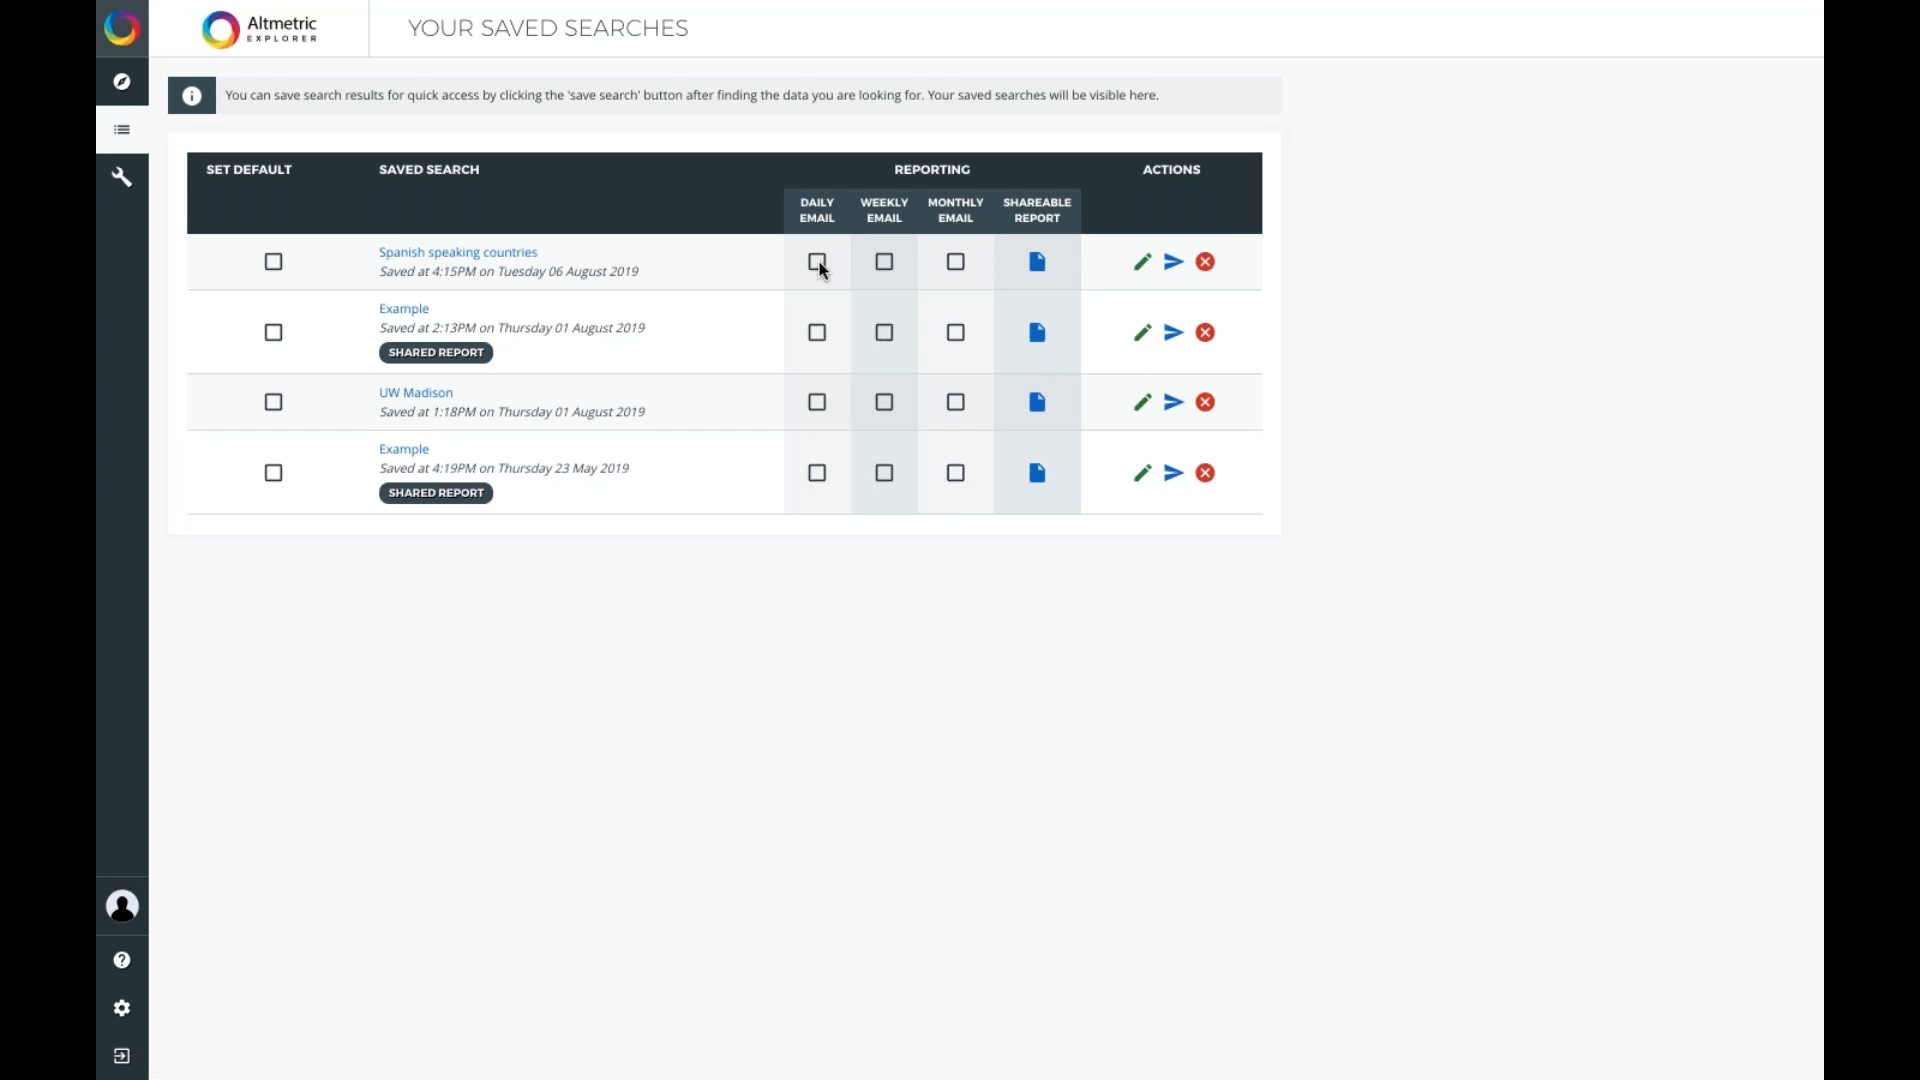 Altmetric
EXPLORER
YOUR SAVED SEARCHES
You can save search results for quick access by clicking the 'save search' button after finding the data you are looking for. Your saved searches will be visible here.
SET DEFAULT
SAVED SEARCH
REPORTING
ACTIONS
DAILY EMAIL
WEEKLY EMAIL
MONTHLY EMAIL
SHAREABLE REPORT
Spanish speaking countries
Saved at 4:15PM on Tuesday 06 August 2019
Example
Saved at 2:13PM on Thursday 01 August 2019
SHARED REPORT
UW Madison
Saved at 1:18PM on Thursday 01 August 2019
Example
Saved at 4:19PM on Thursday 23 May 2019
SHARED REPORT